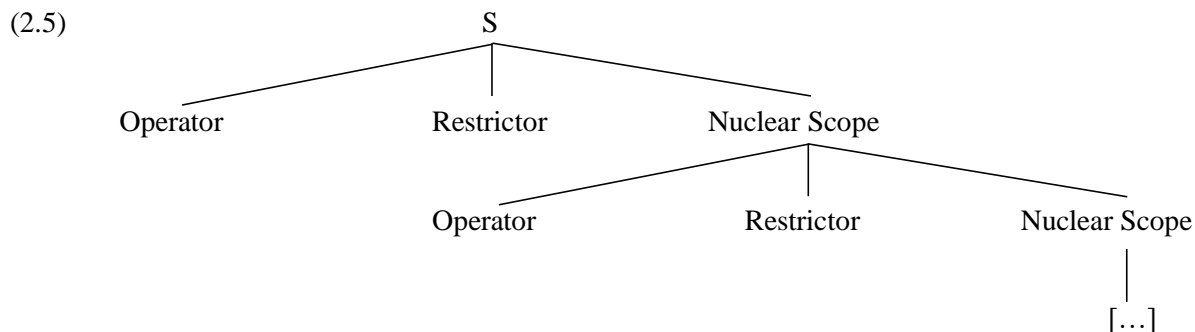 (2.5) S
Operator Restrictor Nuclear Scope
Operator Restrictor Nuclear Scope
[…]